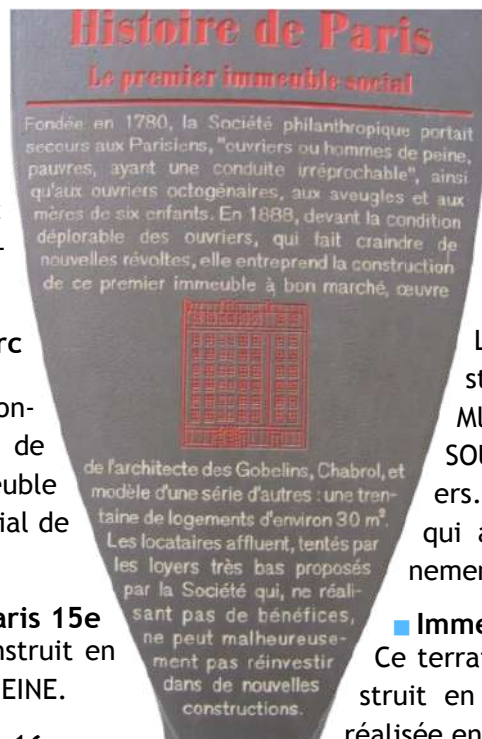 Histoire de Paris
Le premier immeuble social
Fondée en 1780, la Société philanthropique portait
secours aux Parisiens, "ouvriers ou hommes de peine,
pauvres, ayant une conduite irréprochable", ainsi
qu'aux ouvriers octogénaires, aux aveugles et aux
mères de six enfants. En 1888, devant la condition
déplorable des ouvriers, qui fait craindre de
nouvelles révoltes, elle entreprend la construction
de ce premier immeuble à bon marché, œuvre
de l'architecte des Gobelins, Chabrol, et
modèle d'une série d'autres : une tren-
taine de logements d'environ 30 m².
Les locataires affluent, tentés par
les loyers très bas proposés
par la Société qui, ne réali-
sant pas de bénéfices,
ne peut malheureuse-
ment pas réinvestir
dans de nouvelles
constructions.
rc
on-
de
euble
ial de
aris 15e
nstruit en
EINE.
L
st
MU
SOU
ers.
qui a
nemen
■ Imme
Ce terra
struit en
réalisée en